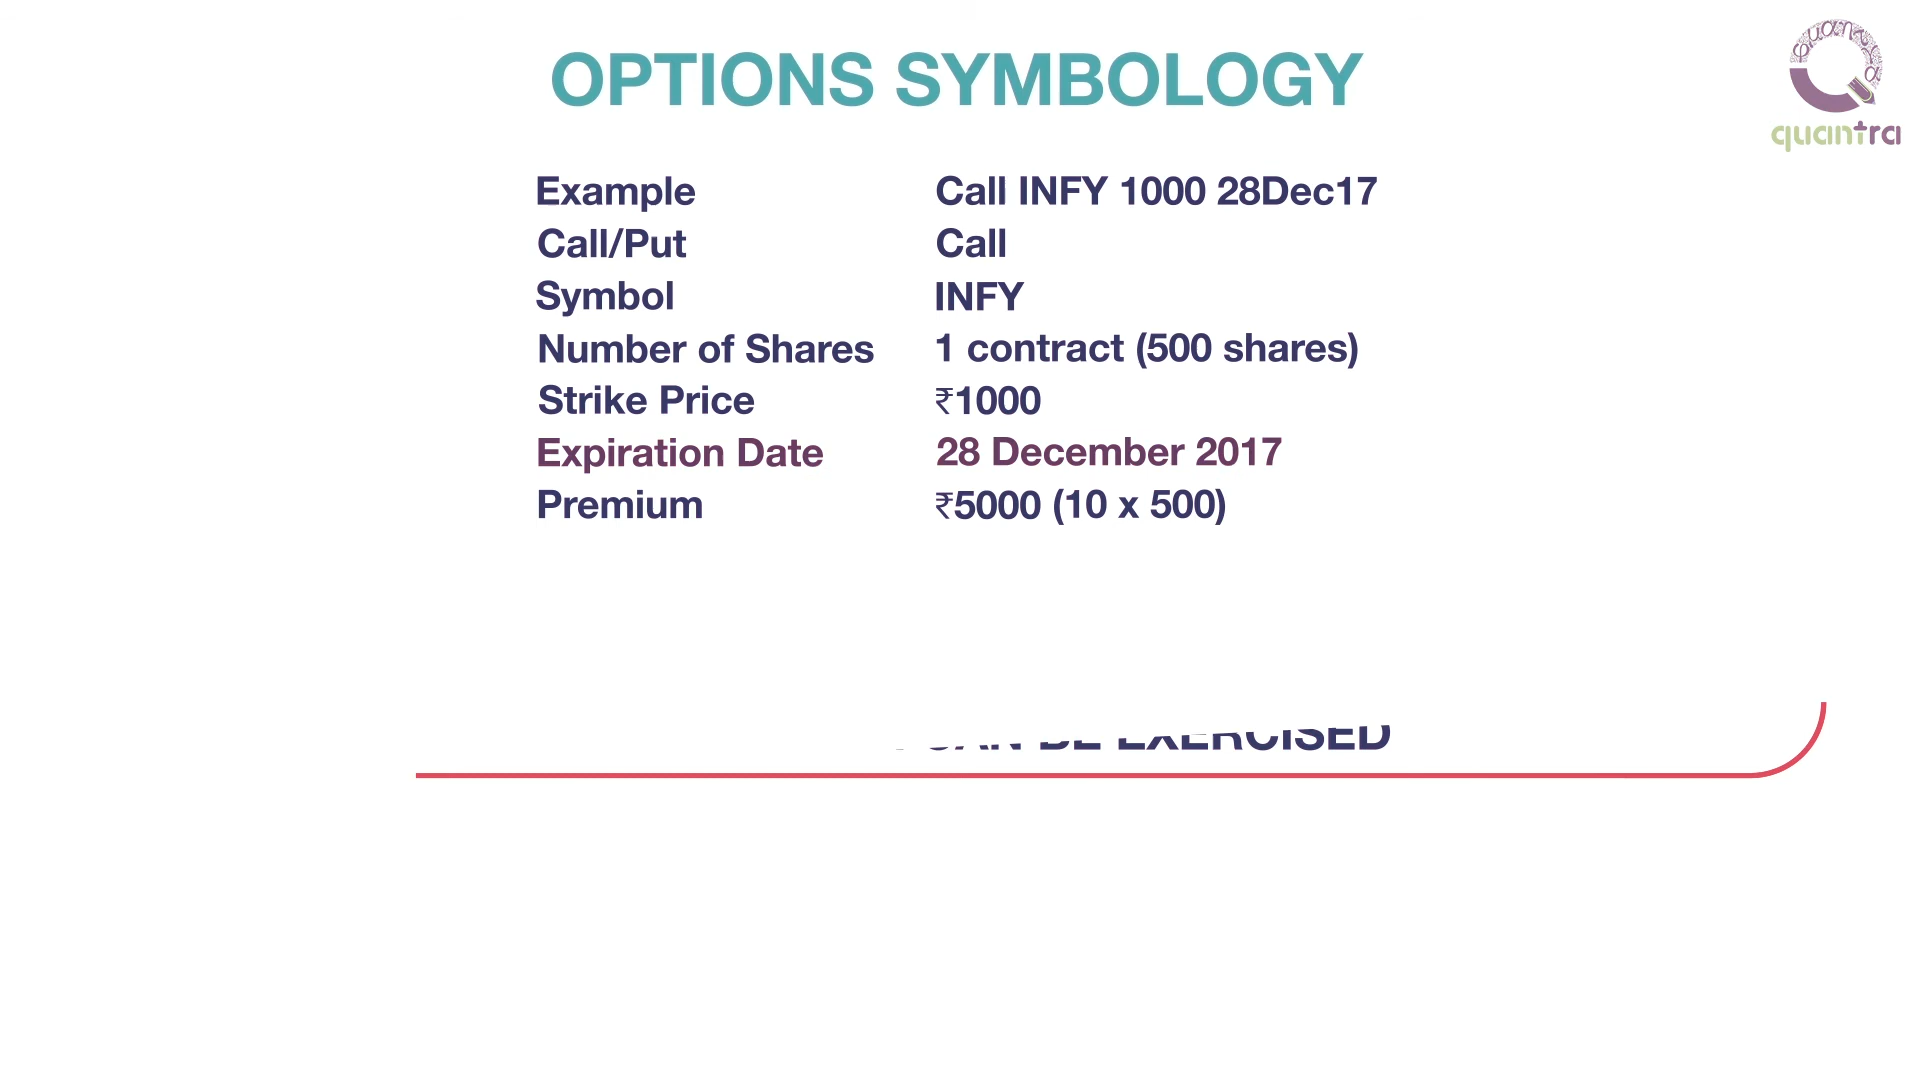 OPTIONS SYMBOLOGY
quantra
Example Call INFY 1000 28Dec17
Call/Put Call
Symbol INFY
Number of Shares 1 contract (500 shares)
Strike Price ₹1000
Expiration Date 28 December 2017
Premium ₹5000 (10 x 500)
CAN BE EXERCISED